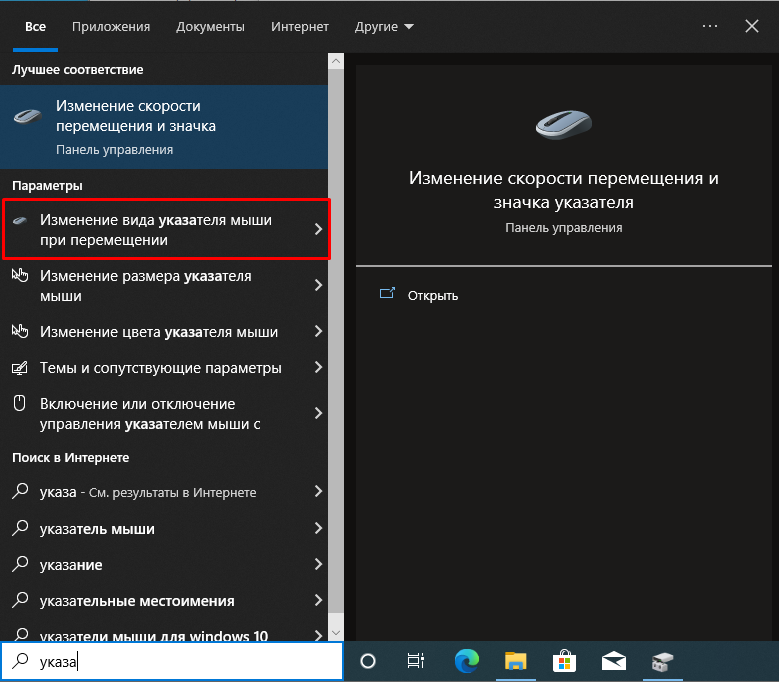 Все Приложения Документы Интернет Другие
Лучшее соответствие
Изменение скорости
перемещения и значка
Панель управления
Параметры
Изменение вида указателя мыши
при перемещении
Изменение размера указателя
мыши
Изменение цвета указателя мыши
Темы и сопутствующие параметры
Включение или отключение
управления указателем мыши с
Поиск в Интернете
указа - См. результаты в Интернете
указатель мыши
указание
указательные местоимения
указатели мыши для windows 10
указа
Изменение скорости перемещения и
значка указателя
Панель управления
Открыть